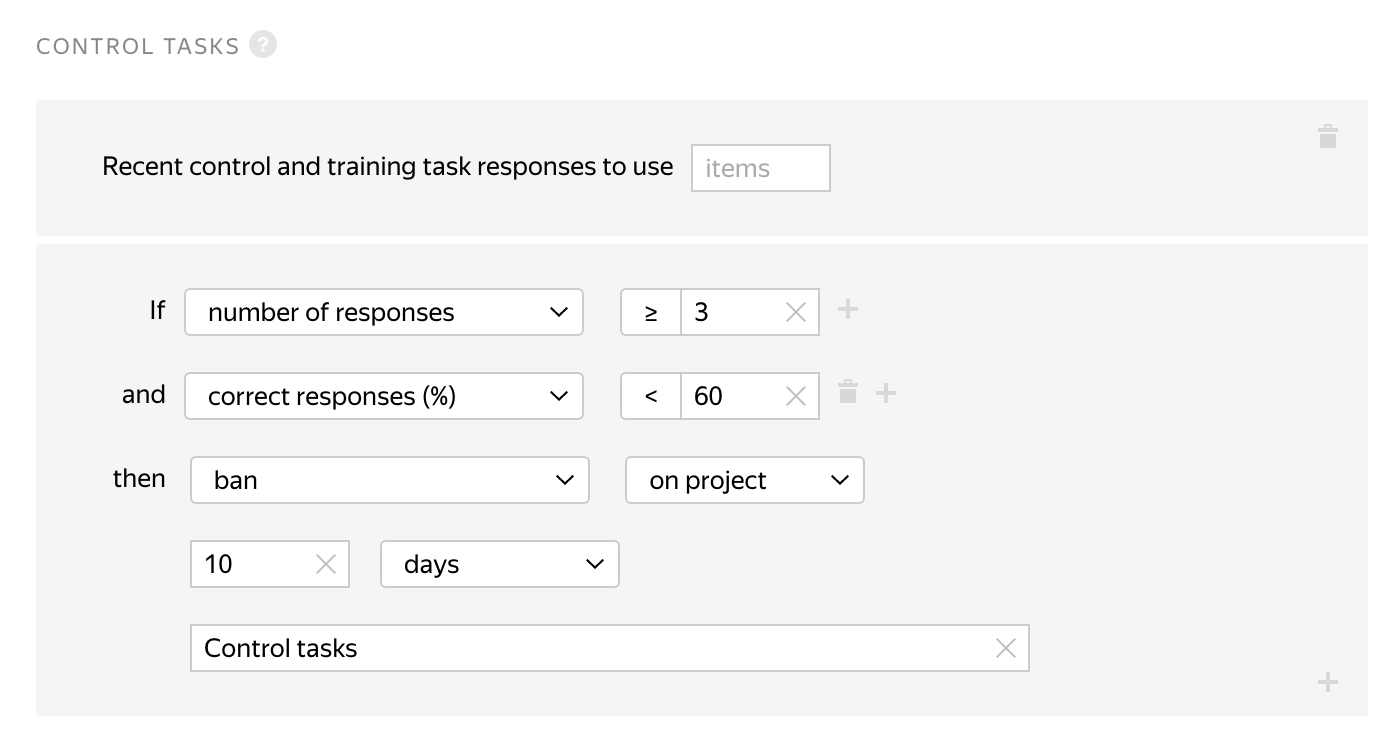 CONTROL TASKS ?
Recent control and training task responses to use items
If number of responses ≥ 3
and correct responses (%) < 60
then ban on project
10 days
Control tasks